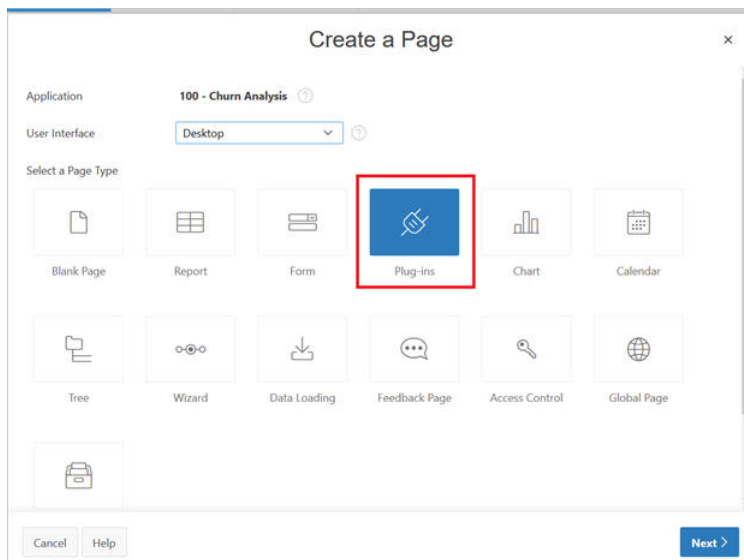 Create a Page
Application 100 - Churn Analysis
User Interface Desktop
Select a Page Type
Blank Page Report Form Plug-ins Chart Calendar
Tree Wizard Data Loading Feedback Page Access Control Global Page
Cancel Help Next